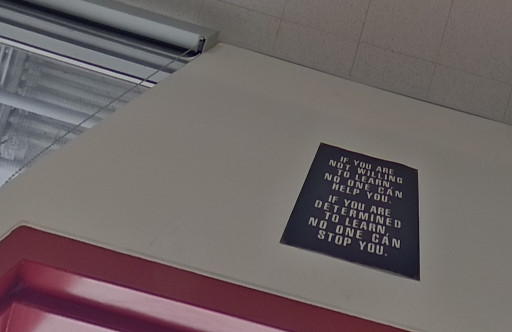 IF YOU ARE
NOT WILLING
TO LEARN,
NO ONE CAN
HELP YOU.
IF YOU ARE
DETERMINED
TO LEARN,
NO ONE CAN
STOP YOU.